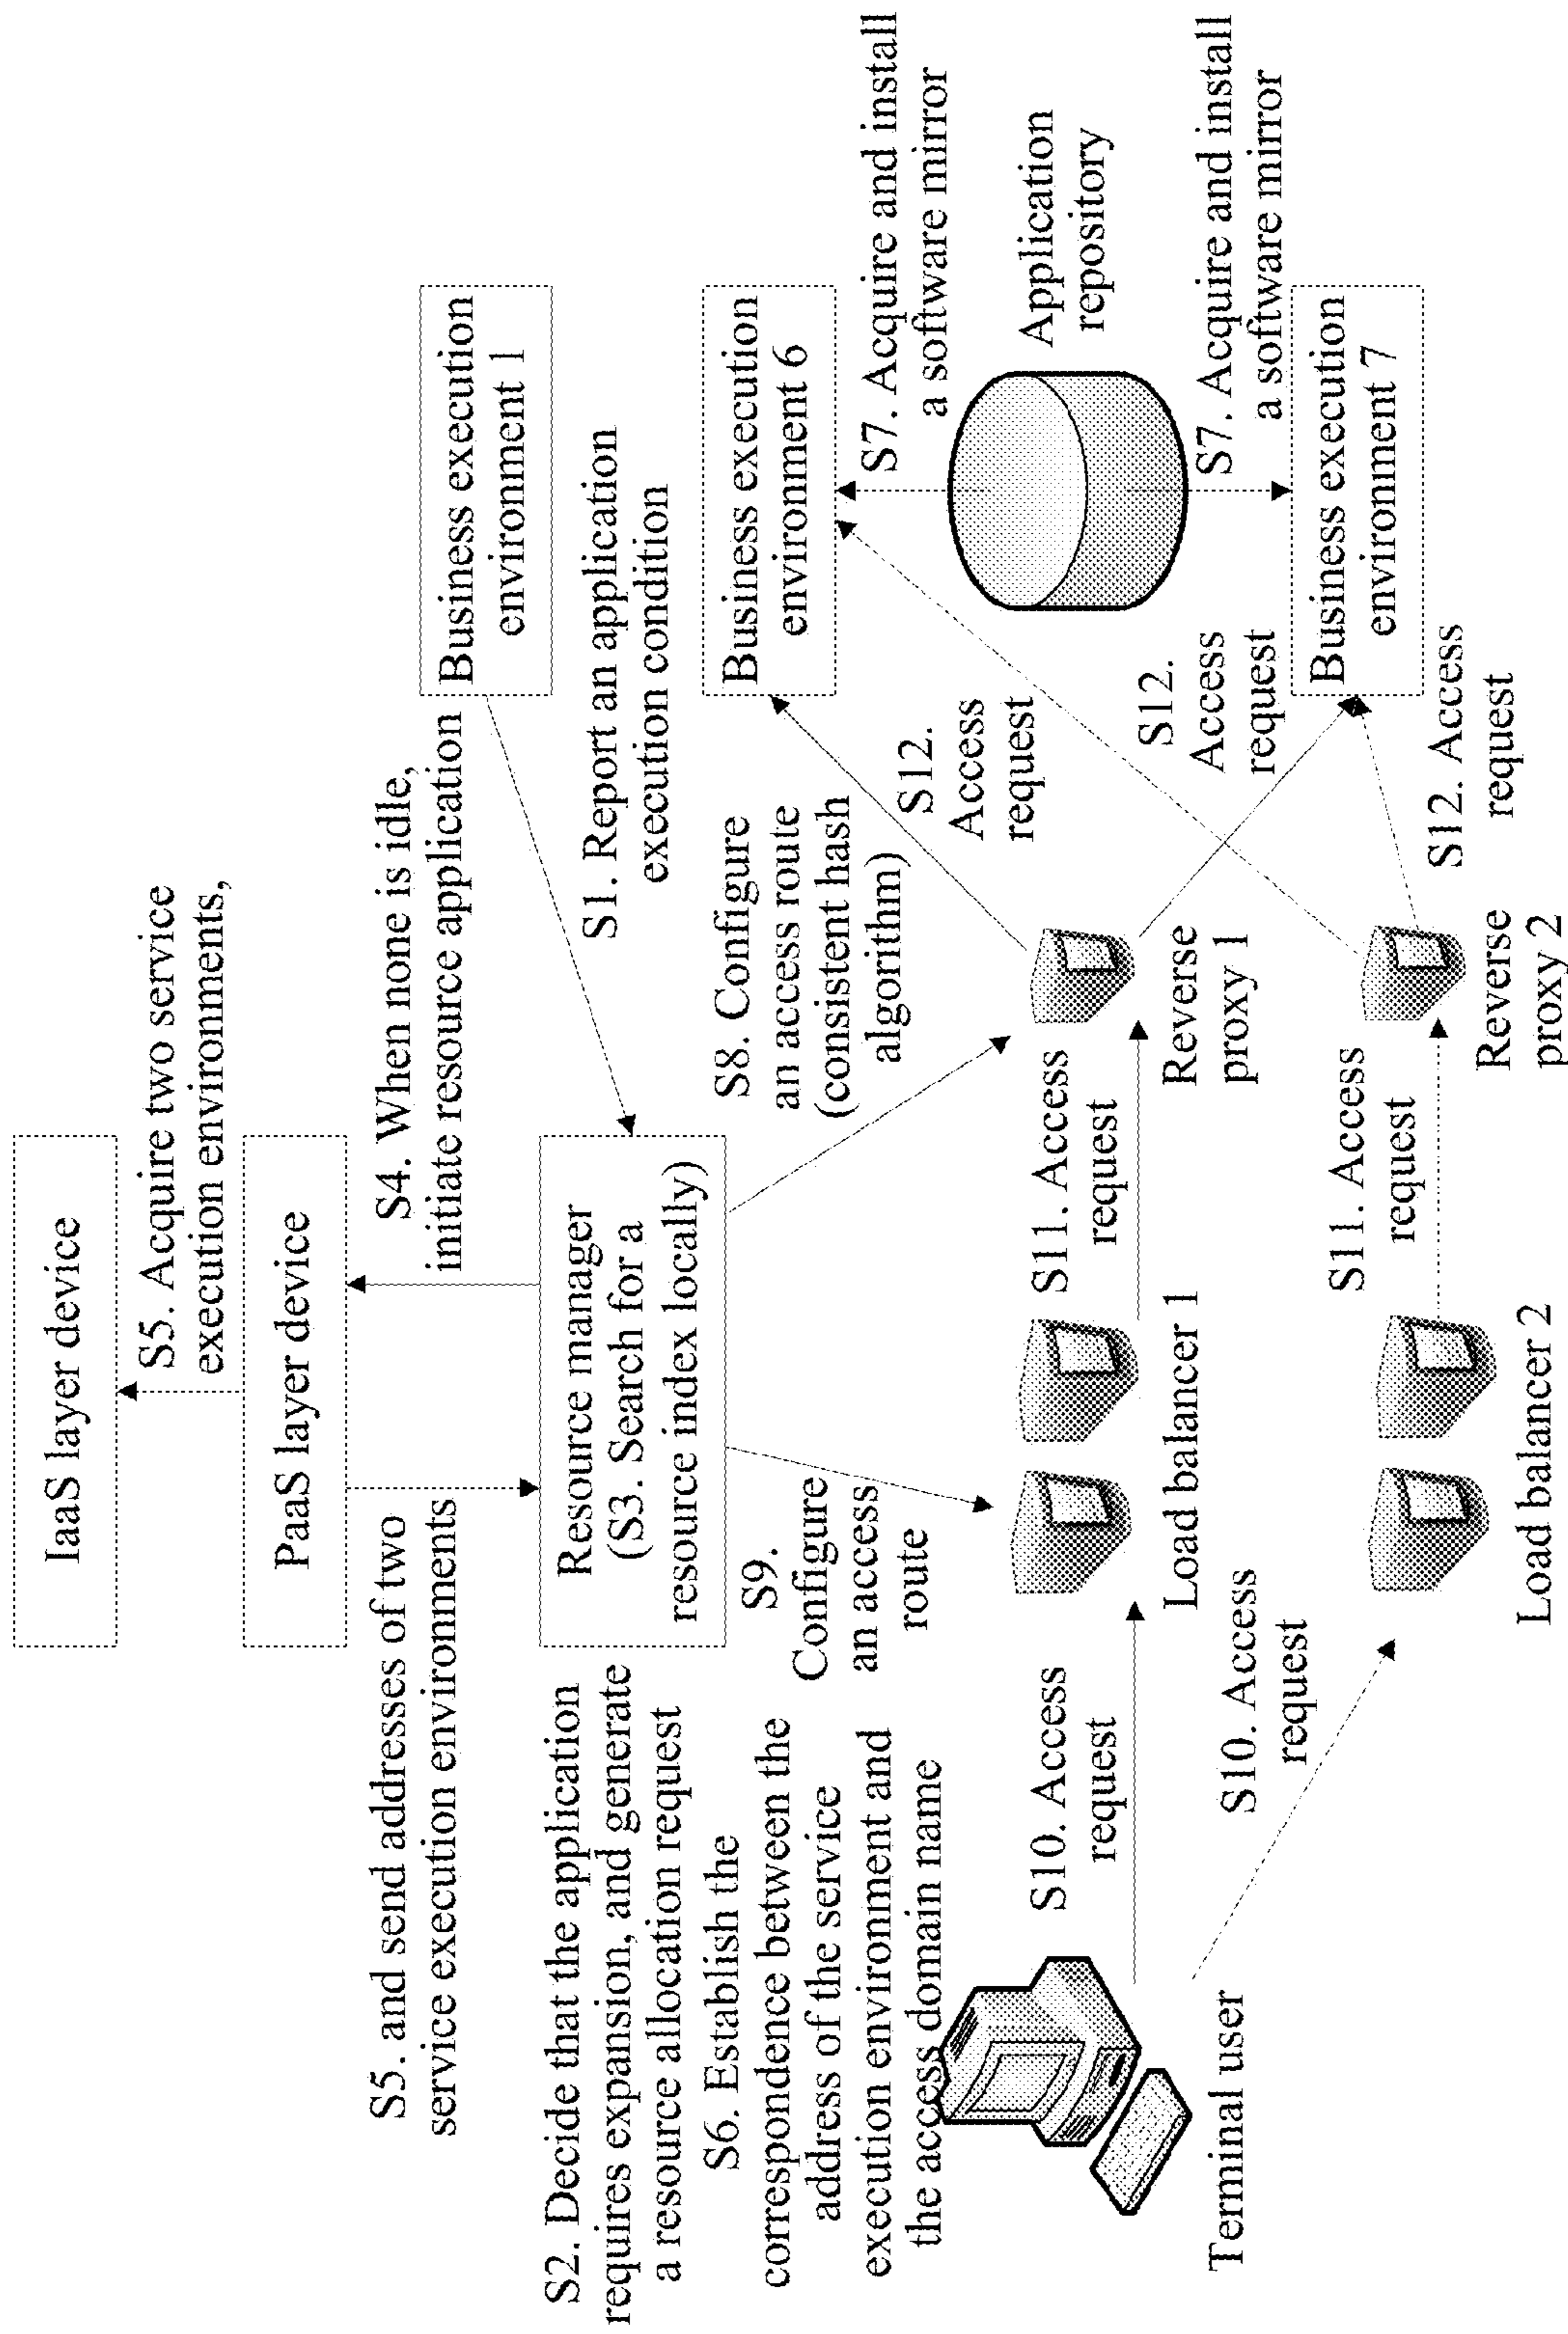 IaaS layer device
S5. Acquire two service
execution environments,
PaaS layer device
S5. and send addresses of two
service execution environments
S4. When none is idle,
initiate resource application
Business execution
environment 1
S2. Decide that the application
requires expansion, and generate
a resource allocation request
Resource manager
(S3. Search for a
resource index locally)
S1. Report an application
execution condition
S6. Establish the
correspondence between the
address of the service
execution environment and
the access domain name
S9.
Configure
an access
route
S8. Configure
an access route
(consistent hash
algorithm)
Business execution
environment 6
S7. Acquire and install
a software mirror
S12.
Access
request
Application
repository
S10. Access
request
S11. Access
request
S12.
Access
request
Load balancer 1
Reverse
proxy 1
S7. Acquire and install
a software mirror
Terminal user
S10. Access
request
S11. Access
request
Business execution
environment 7
S12. Access
request
Load balancer 2
Reverse
proxy 2